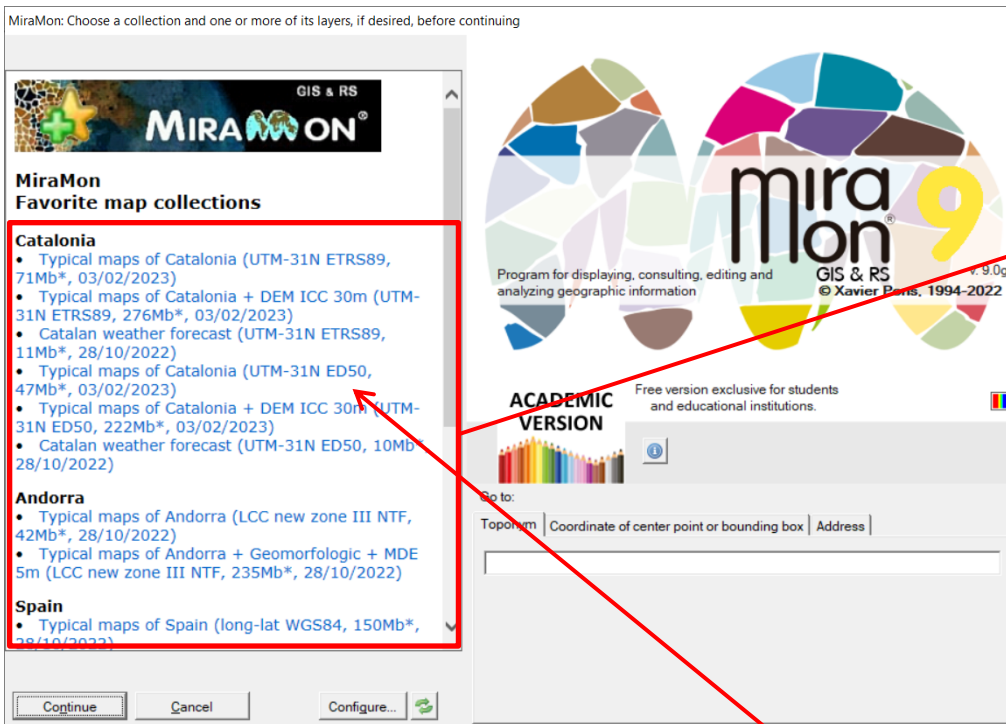 MiraMon: Choose a collection and one or more of its layers, if desired, before continuing
GIS & RS
MIRAMON®
MiraMon
Favorite map collections
Catalonia
• Typical maps of Catalonia (UTM-31N ETRS89,
71Mb*, 03/02/2023)
• Typical maps of Catalonia + DEM ICC 30m (UTM-
31N ETRS89, 276Mb*, 03/02/2023)
• Catalan weather forecast (UTM-31N ETRS89,
11Mb*, 28/10/2022)
• Typical maps of Catalonia (UTM-31N ED50,
47Mb*, 03/02/2023)
• Typical maps of Catalonia + DEM ICC 30m (UTM-
31N ED50, 222Mb*, 03/02/2023)
• Catalan weather forecast (UTM-31N ED50, 10Mb*,
28/10/2022)
Andorra
• Typical maps of Andorra (LCC new zone III NTF,
42Mb*, 28/10/2022)
• Typical maps of Andorra + Geomorfologic + MDE
5m (LCC new zone III NTF, 235Mb*, 28/10/2022)
Spain
• Typical maps of Spain (long-lat WGS84, 150Mb*,
28/10/2022)
Continue
Cancel
Configure...
mira
mon®
9
Program for displaying, consulting, editing and
analyzing geographic information
GIS & RS
v. 9.0g
© Xavier Pons, 1994-2022
ACADEMIC
VERSION
Free version exclusive for students
and educational institutions.
Go to:
Toponym
Coordinate of center point or bounding box
Address